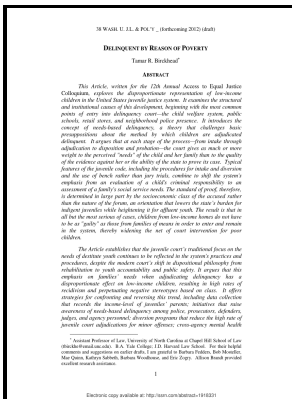 38 WASH. U. J.L. & POL'Y _ (forthcoming 2012) (draft)
DELINQUENT BY REASON OF POVERTY
Tamar R. Birckhead*
ABSTRACT
This Article, written for the 12th Annual Access to Equal Justice
Colloquium, explores the disproportionate representation of low-income
children in the United States juvenile justice system. It examines the structural
and institutional causes of this development, beginning with the most common
points of entry into delinquency court—the child welfare system, public
schools, retail stores, and neighborhood police presence. It introduces the
concept of needs-based delinquency, a theory that challenges basic
presuppositions about the method by which children are adjudicated
delinquent. It argues that at each stage of the process—from intake through
adjudication to disposition and probation—the court gives as much or more
weight to the perceived "needs" of the child and her family than to the quality
of the evidence against her or the ability of the state to prove its case. Typical
features of the juvenile code, including the procedures for intake and diversion
and the use of bench rather than jury trials, combine to shift the system's
emphasis from an evaluation of a child's criminal responsibility to an
assessment of a family's social service needs. The standard of proof, therefore,
is determined in large part by the socioeconomic class of the accused rather
than the nature of the forum, an orientation that lowers the state's burden for
indigent juveniles while heightening it for affluent youth. The result is that in
all but the most serious of cases, children from low-income homes do not have
to be as "guilty" as those from families of means in order to enter and remain
in the system, thereby widening the net of court intervention for poor
children.
The Article establishes that the juvenile court's traditional focus on the
needs of destitute youth continues to be reflected in the system's practices and
procedures, despite the modern court's shift in dispositional philosophy from
rehabilitation to youth accountability and public safety. It argues that this
emphasis on families' needs when adjudicating delinquency has a
disproportionate effect on low-income children, resulting in high rates of
recidivism and perpetuating negative stereotypes based on class. It offers
strategies for confronting and reversing this trend, including data collection
that records the income-level of juveniles' parents; initiatives that raise
awareness of needs-based delinquency among police, prosecutors, defenders,
judges, and agency personnel; diversion programs that reduce the high rate of
juvenile court adjudications for minor offenses; cross-agency mental health
* Assistant Professor of Law, University of North Carolina at Chapel Hill School of Law
(tbirckhe@email.unc.edu). B.A. Yale College; J.D. Harvard Law School. For their helpful
comments and suggestions on earlier drafts, I am grateful to Barbara Fedders, Bob Mosteller,
Mae Quinn, Kathryn Sabbeth, Barbara Woodhouse, and Eric Zogry. Allison Brandt provided
excellent research assistance.
1
Electronic copy available at: http://ssrn.com/abstract=1918331